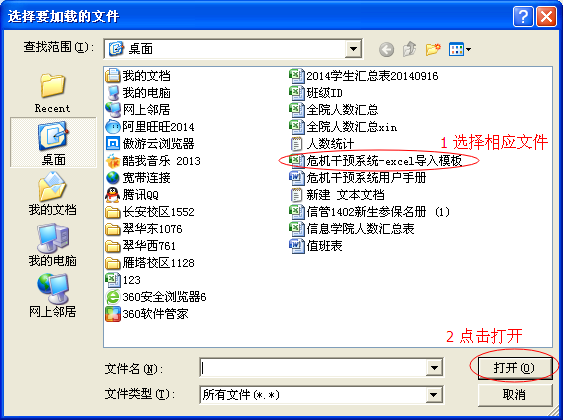 选择要加载的文件
查找范围(I):
桌面
Recent
桌面
我的文档
我的电脑
网上邻居
我的文档
我的电脑
网上邻居
阿里旺旺2014
傲游云浏览器
酷我音乐 2013
宽带连接
腾讯QQ
长安校区1552
翠华东1076
翠华西761
雁塔校区1128
123
360安全浏览器6
360软件管家
2014学生汇总表20140916
班级ID
全院人数汇总
全院人数汇总xin
人数统计
危机干预系统-excel导入模板
危机干预系统用户手册
新建 文本文档
信管1402新生参保名册 (1)
信息学院人数汇总表
值班表
1 选择相应文件
2 点击打开
文件名(N):
打开(O)
文件类型(T):
所有文件(*.*)
取消